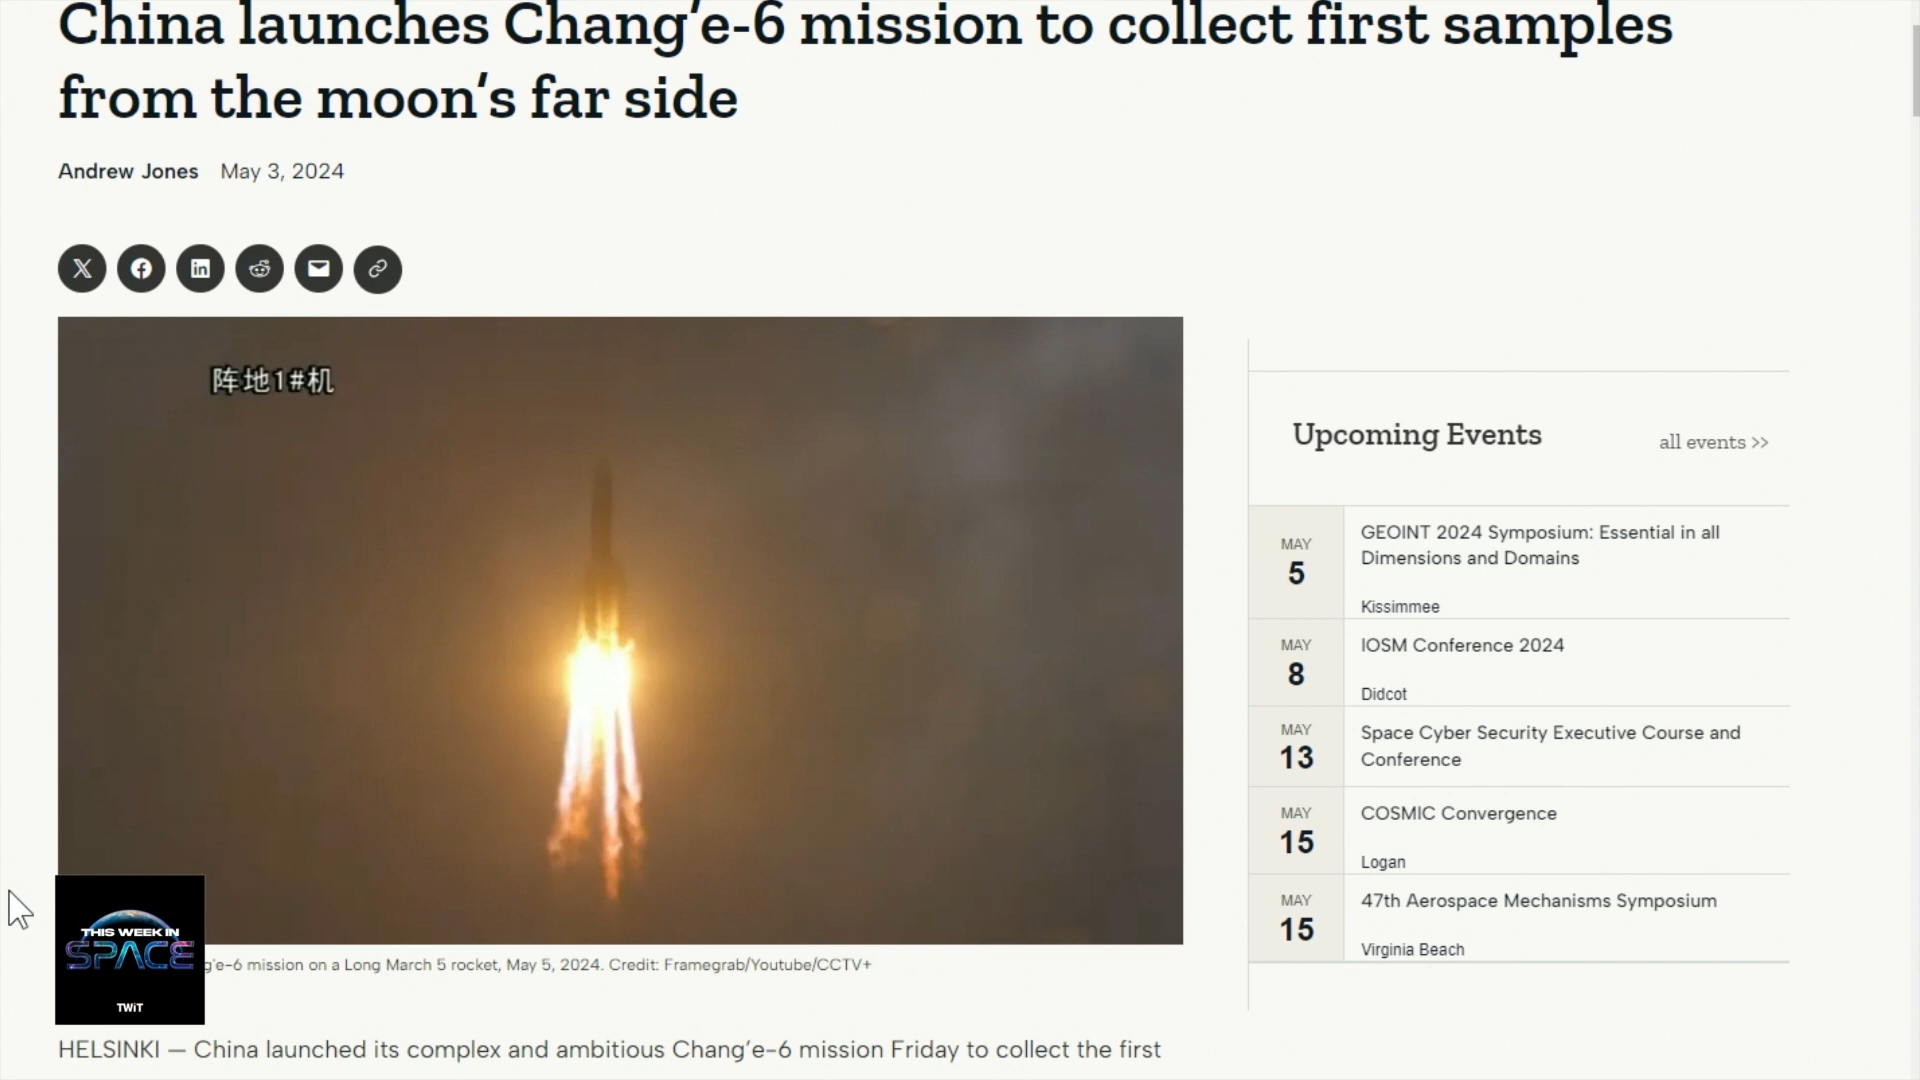 China launches Chang’e-6 mission to collect first samples
from the moon’s far side
Andrew Jones May 3, 2024
阵地1#机
Upcoming Events
all events >>
MAY
5
GEOINT 2024 Symposium: Essential in all
Dimensions and Domains
Kissimmee
MAY
8
IOSM Conference 2024
Didcot
MAY
13
Space Cyber Security Executive Course and
Conference
MAY
15
COSMIC Convergence
Logan
MAY
15
47th Aerospace Mechanisms Symposium
Virginia Beach
THIS WEEK IN
SPACE
TWiT
g'e-6 mission on a Long March 5 rocket, May 5, 2024. Credit: Framegrab/Youtube/CCTV+
HELSINKI — China launched its complex and ambitious Chang’e-6 mission Friday to collect the first